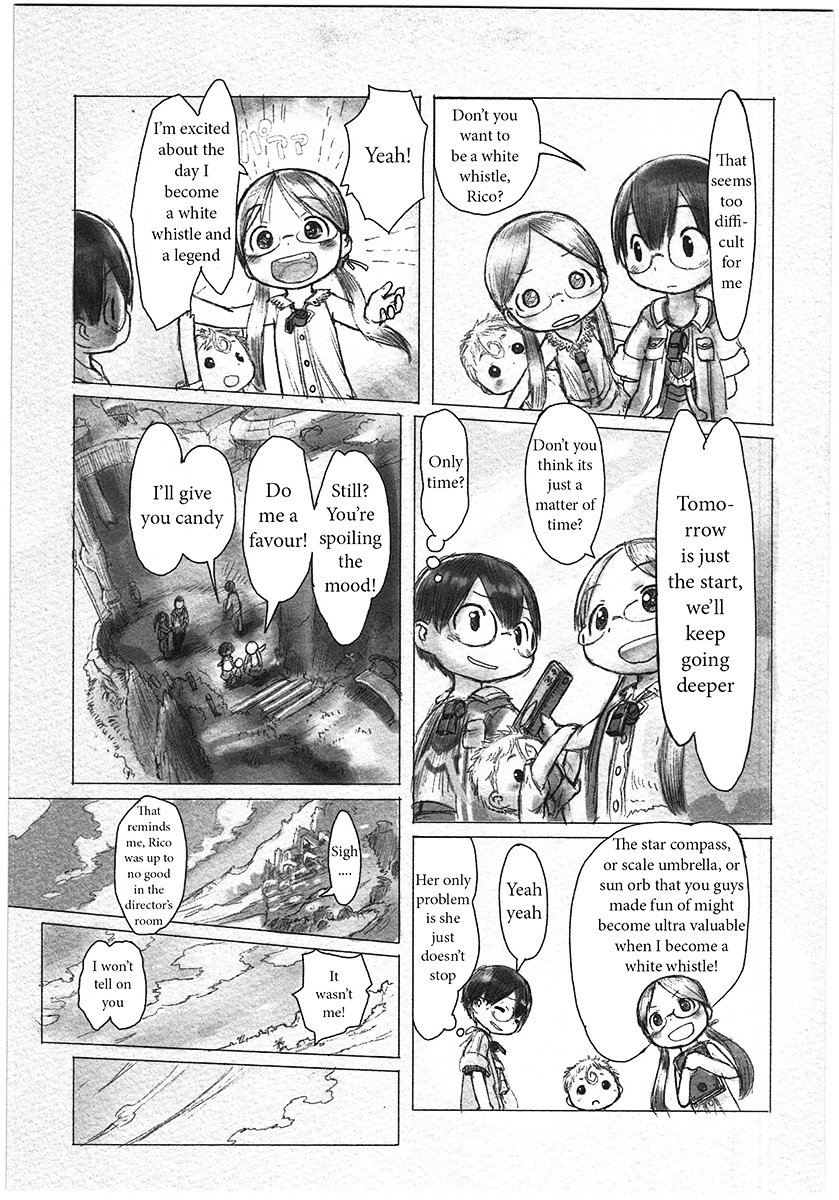 That
seems
too
diffi-
cult
for
me
Don't you
want to
be a white
whistle,
Rico?
Yeah!
パァァ
I'm excited
about the
day I
become
a white
whistle and
a legend
Tomo-
rrow
is just
the start,
we'll
keep
going
deeper
Don't you
think its
just a
matter of
time?
Only
time?
Still?
You're
spoiling
the
mood!
Do
me a
favour!
I'll give
you candy
The star compass,
or scale umbrella, or
sun orb that you guys
made fun of might
become ultra valuable
when I become a
white whistle!
Yeah
yeah
Her only
problem
is she
just
doesn't
stop
Sigh
....
That
reminds
me, Rico
was up to
no good
in the
director's
room
It
wasn't
me!
I won't
tell on
you